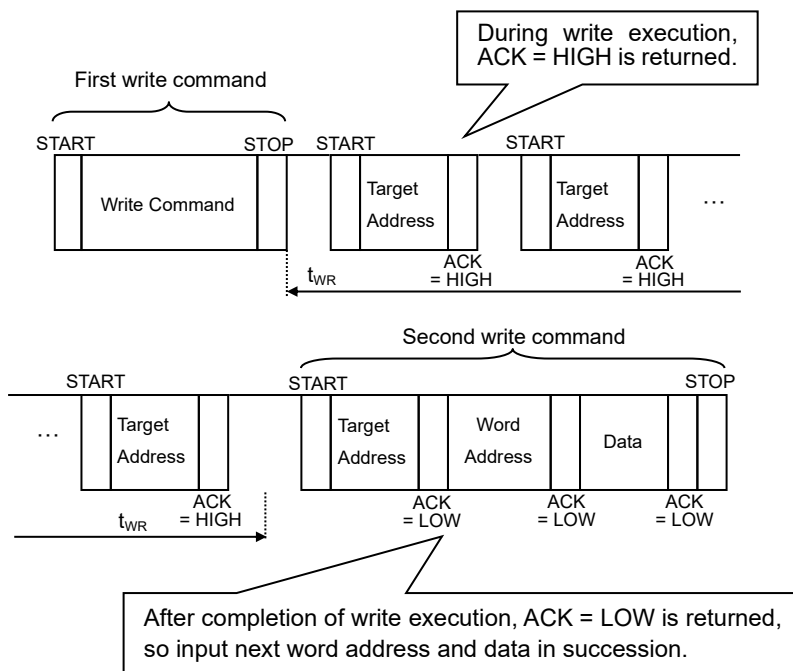 During write execution,
ACK = HIGH is returned.
First write command
START STOP START START
Write Command
Target
Address
Target
Address
…
ACK
= HIGH
ACK
= HIGH
tWR
Second write command
START START STOP
…
Target
Address
Target
Address
Word
Address
Data
ACK
= HIGH
ACK
= LOW
ACK
= LOW
ACK
= LOW
tWR
After completion of write execution, ACK = LOW is returned,
so input next word address and data in succession.